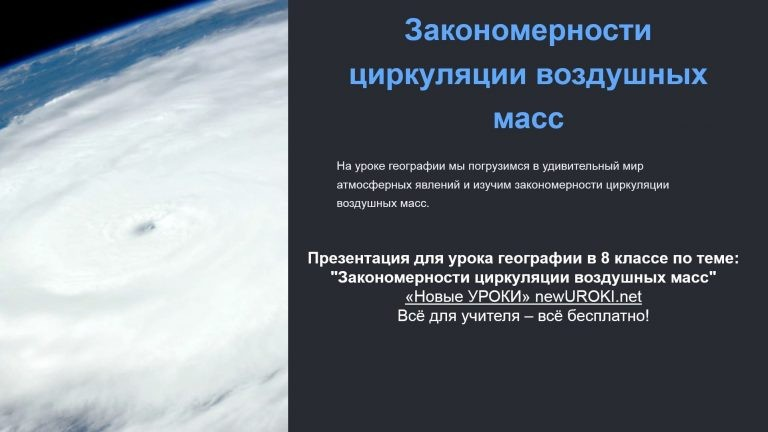 Закономерности
циркуляции воздушных
масс
На уроке географии мы погрузимся в удивительный мир
атмосферных явлений и изучим закономерности циркуляции
воздушных масс.
Презентация для урока географии в 8 классе по теме:
"Закономерности циркуляции воздушных масс"
«Новые УРОКИ» newUROKI.net
Всё для учителя – всё бесплатно!